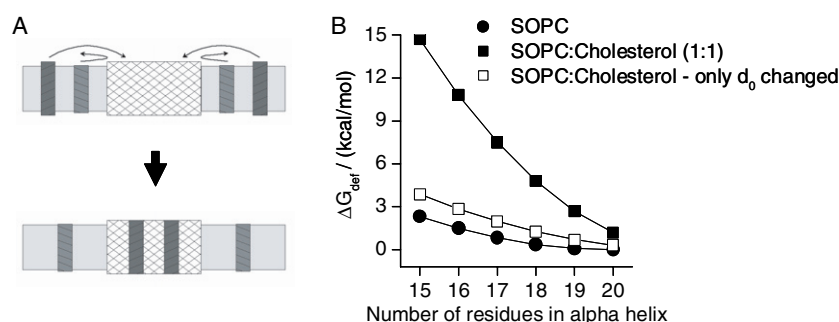 A
B
SOPC
SOPC:Cholesterol (1:1)
SOPC:Cholesterol - only d₀ changed
15
12
9
6
3
0
ΔG_def / (kcal/mol)
15 16 17 18 19 20
Number of residues in alpha helix